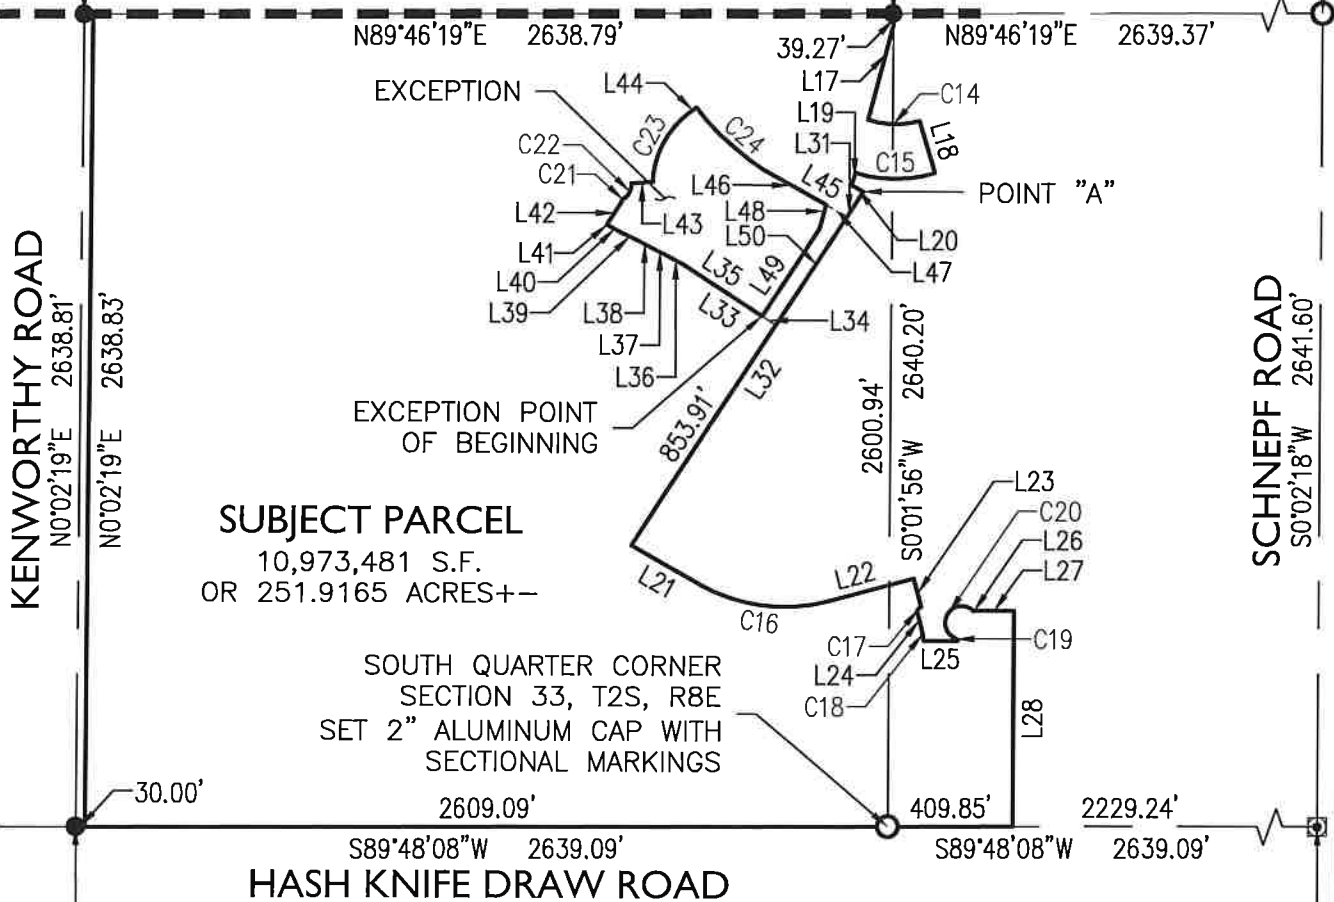 N89°46'19"E 2638.79'
39.27'
N89°46'19"E 2639.37'
L17
L44
EXCEPTION
C14
L19
L31
L18
C23
C24
C22
C21
C15
L45
L46
POINT "A"
L42
L43
L48
L50
L20
L47
L41
L40
L39
L35
L49
L33
L38
L37
L36
L34
L32
KENWORTHY ROAD
N0°02'19"E 2638.81'
N0°02'19"E 2638.83'
EXCEPTION POINT
OF BEGINNING
853.91'
2600.94'
S0°01'56"W 2640.20'
SCHNEPF ROAD
S0°02'18"W 2641.60'
SUBJECT PARCEL
10,973,481 S.F.
OR 251.9165 ACRES+-
L23
C20
L26
L27
L21
L22
C16
C17
L24
C18
L25
C19
L28
SOUTH QUARTER CORNER
SECTION 33, T2S, R8E
SET 2" ALUMINUM CAP WITH
SECTIONAL MARKINGS
30.00'
2609.09'
409.85'
2229.24'
S89°48'08"W 2639.09'
S89°48'08"W 2639.09'
HASH KNIFE DRAW ROAD